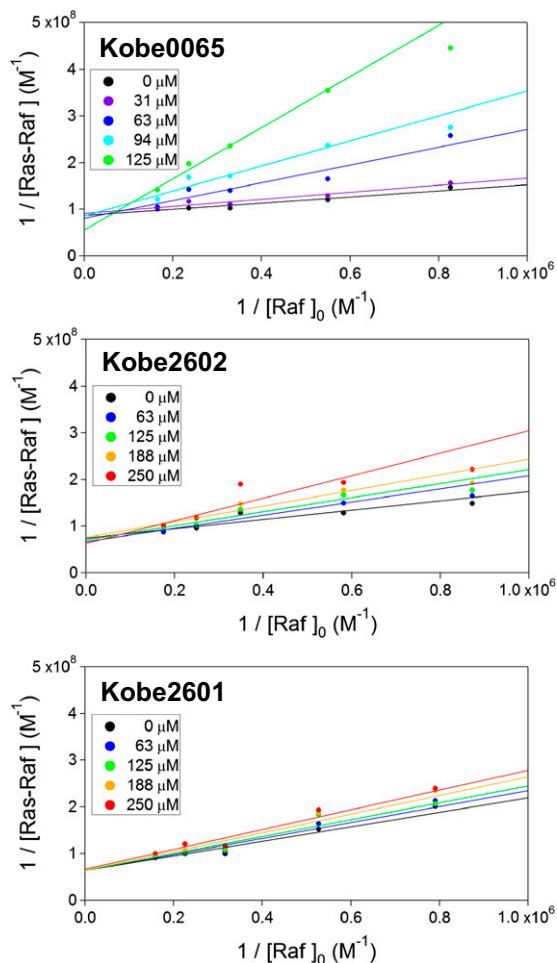 Kobe0065
0 μM
31 μM
63 μM
94 μM
125 μM
1 / [Ras-Raf ] (M⁻¹)
5 x10⁸
4
3
2
1
0
0.0
0.2
0.4
0.6
0.8
1.0 x10⁶
1 / [Raf ]₀ (M⁻¹)
Kobe2602
0 μM
63 μM
125 μM
188 μM
250 μM
1 / [Ras-Raf ] (M⁻¹)
5 x10⁸
4
3
2
1
0
0.0
0.2
0.4
0.6
0.8
1.0 x10⁶
1 / [Raf ]₀ (M⁻¹)
Kobe2601
0 μM
63 μM
125 μM
188 μM
250 μM
1 / [Ras-Raf ] (M⁻¹)
5 x10⁸
4
3
2
1
0
0.0
0.2
0.4
0.6
0.8
1.0 x10⁶
1 / [Raf ]₀ (M⁻¹)